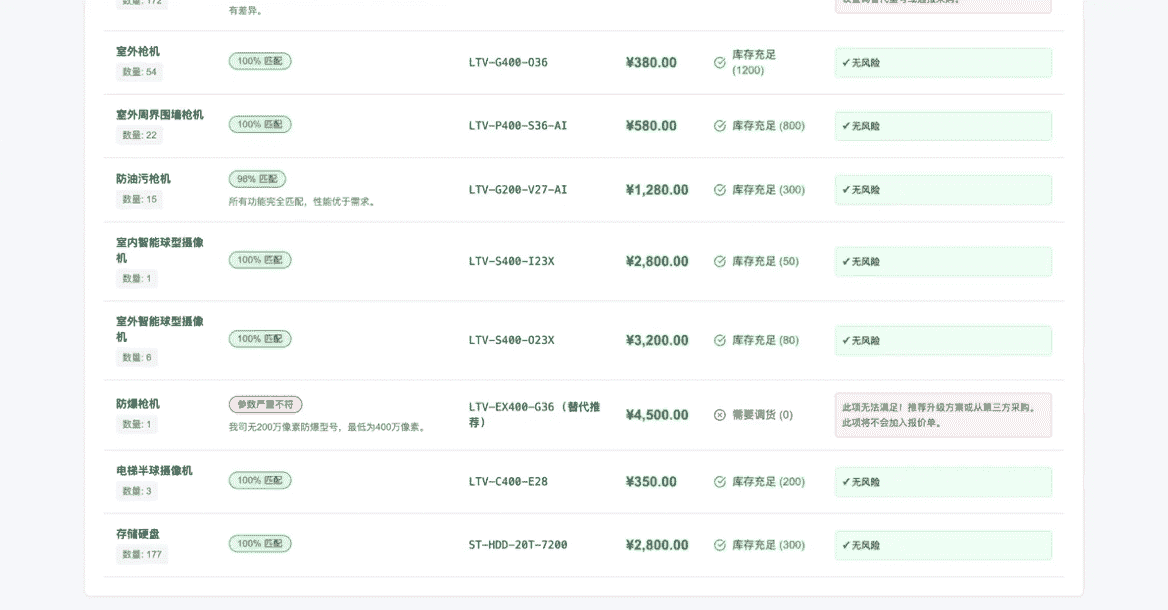 数量: 172
有差异。
室外枪机
数量: 54
100% 匹配
LTV-G400-O36
¥380.00
库存充足
(1200)
✓ 无风险
室外周界围墙枪机
数量: 22
100% 匹配
LTV-P400-S36-AI
¥580.00
库存充足 (800)
✓ 无风险
防油污枪机
数量: 15
98% 匹配
所有功能完全匹配，性能优于需求。
LTV-G200-V27-AI
¥1,280.00
库存充足 (300)
✓ 无风险
室内智能球型摄像
机
数量: 1
100% 匹配
LTV-S400-I23X
¥2,800.00
库存充足 (50)
✓ 无风险
室外智能球型摄像
机
数量: 6
100% 匹配
LTV-S400-O23X
¥3,200.00
库存充足 (80)
✓ 无风险
防爆枪机
数量: 1
参数严重不符
我司无200万像素防爆型号，最低为400万像素。
LTV-EX400-G36 (替代推
荐)
¥4,500.00
需要调货 (0)
此项无法满足！推荐升级方案或从第三方采购。
此项将不会加入报价单。
电梯半球摄像机
数量: 3
100% 匹配
LTV-C400-E28
¥350.00
库存充足 (200)
✓ 无风险
存储硬盘
数量: 177
100% 匹配
ST-HDD-20T-7200
¥2,800.00
库存充足 (300)
✓ 无风险